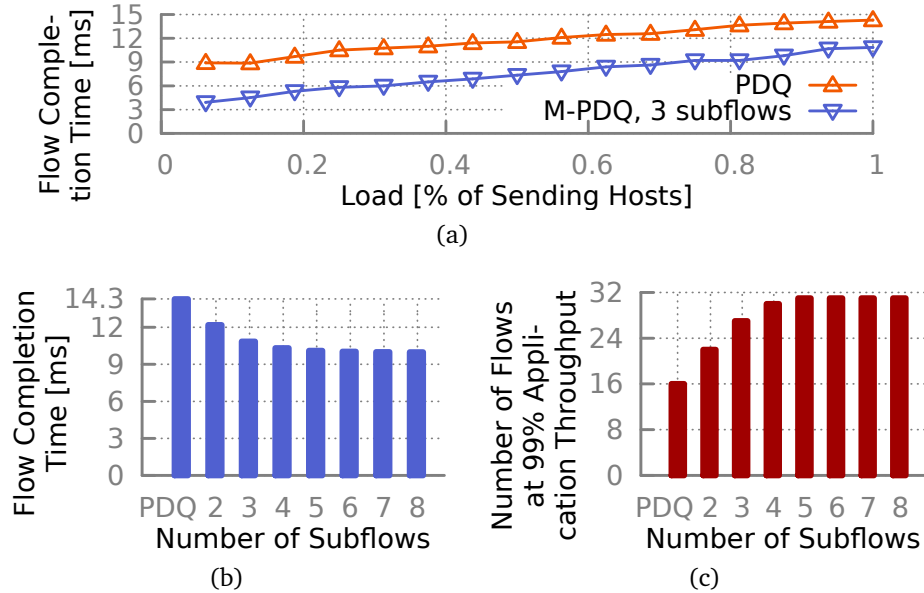 Flow Comple-
tion Time [ms]
15
12
9
6
3
0
PDQ
M-PDQ, 3 subflows
0 0.2 0.4 0.6 0.8 1
Load [% of Sending Hosts]
(a)
Flow Completion
Time [ms]
14.3
12
9
6
3
0
PDQ 2 3 4 5 6 7 8
Number of Subflows
(b)
Number of Flows
at 99% Appli-
cation Throughput
32
24
16
8
0
PDQ 2 3 4 5 6 7 8
Number of Subflows
(c)